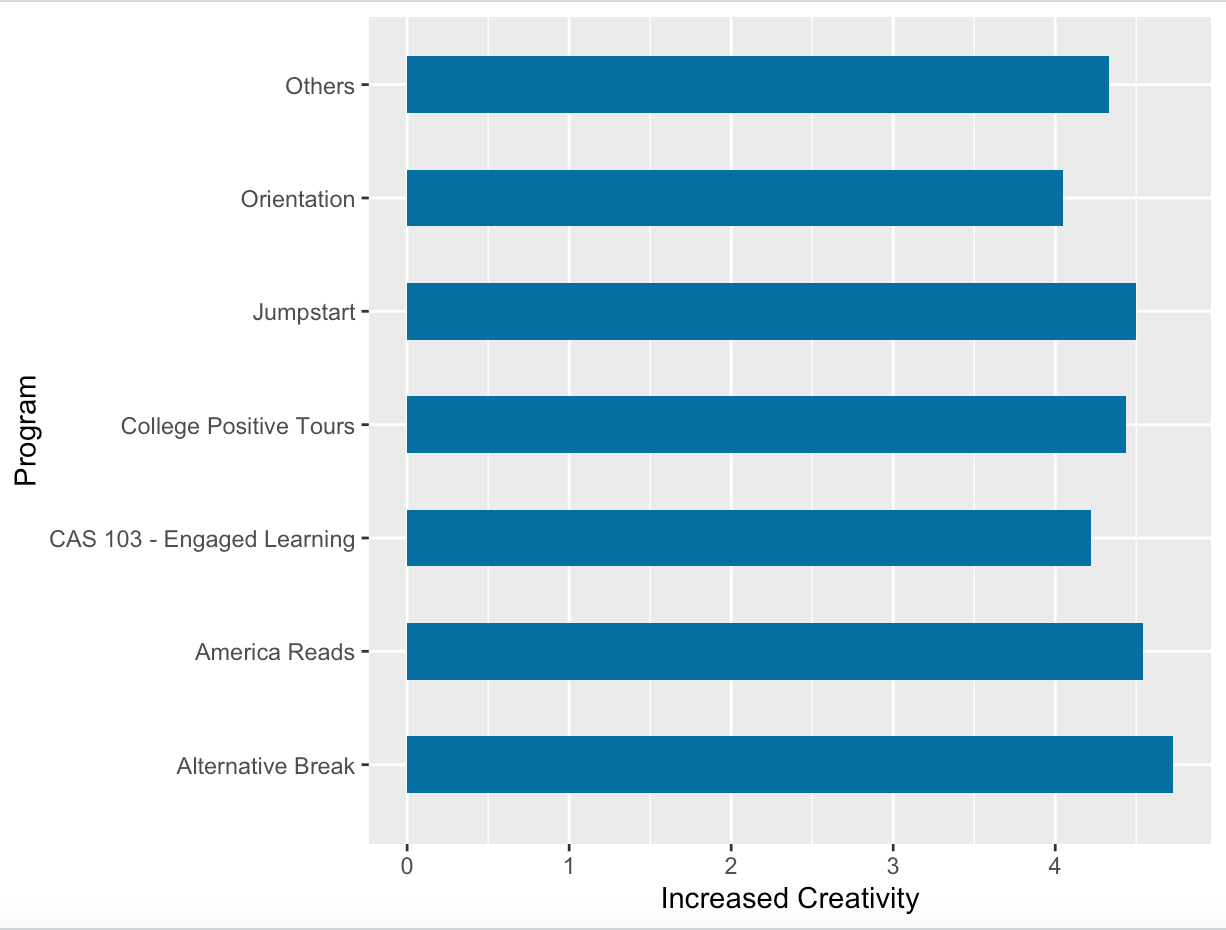 Others
Orientation
Jumpstart
College Positive Tours
CAS 103 - Engaged Learning
America Reads
Alternative Break
Program
0 1 2 3 4
Increased Creativity